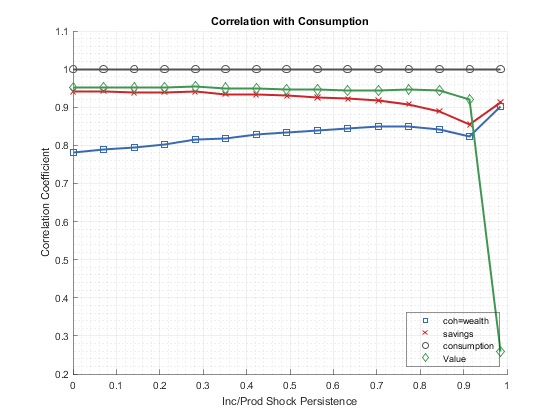 Correlation with Consumption
1.1
1
0.9
0.8
0.7
0.6
0.5
0.4
0.3
0.2
Correlation Coefficient
coh=wealth
savings
consumption
Value
0 0.1 0.2 0.3 0.4 0.5 0.6 0.7 0.8 0.9 1
Inc/Prod Shock Persistence